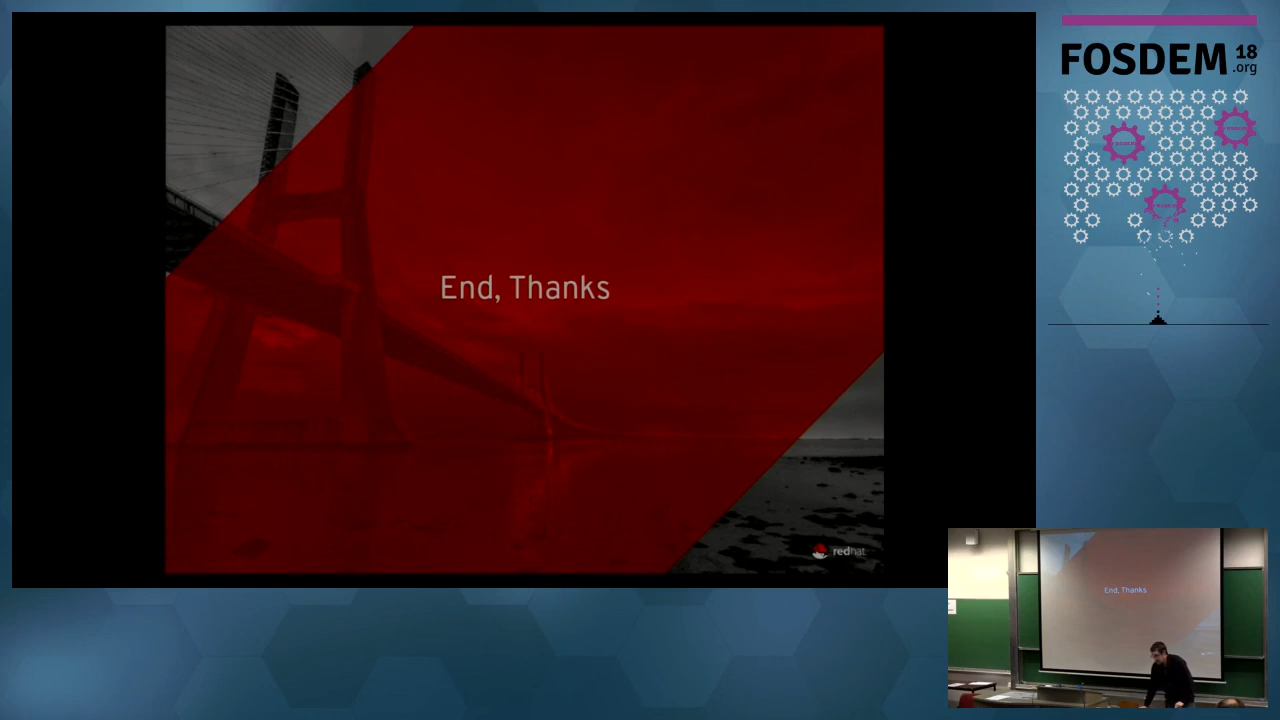 End, Thanks
redhat
FOSDEM 18
.org
End, Thanks